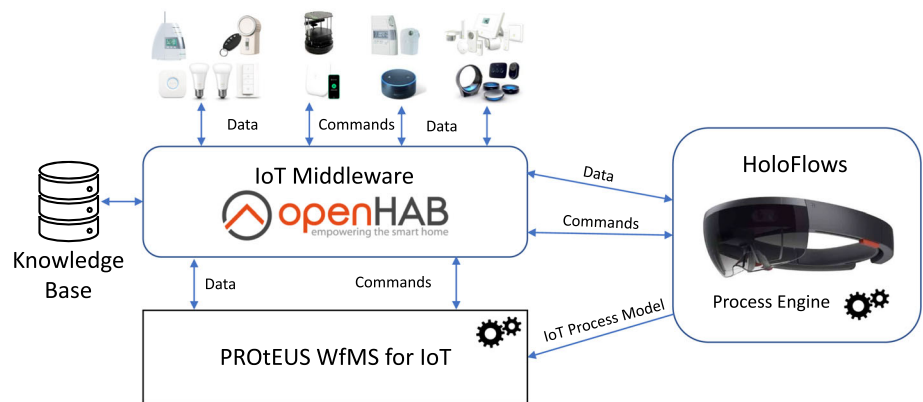 Data
Commands
Data
IoT Middleware
openHAB
empowering the smart home
Knowledge
Base
Data
Commands
HoloFlows
Process Engine
Data
Commands
IoT Process Model
PROtEUS WfMS for IoT